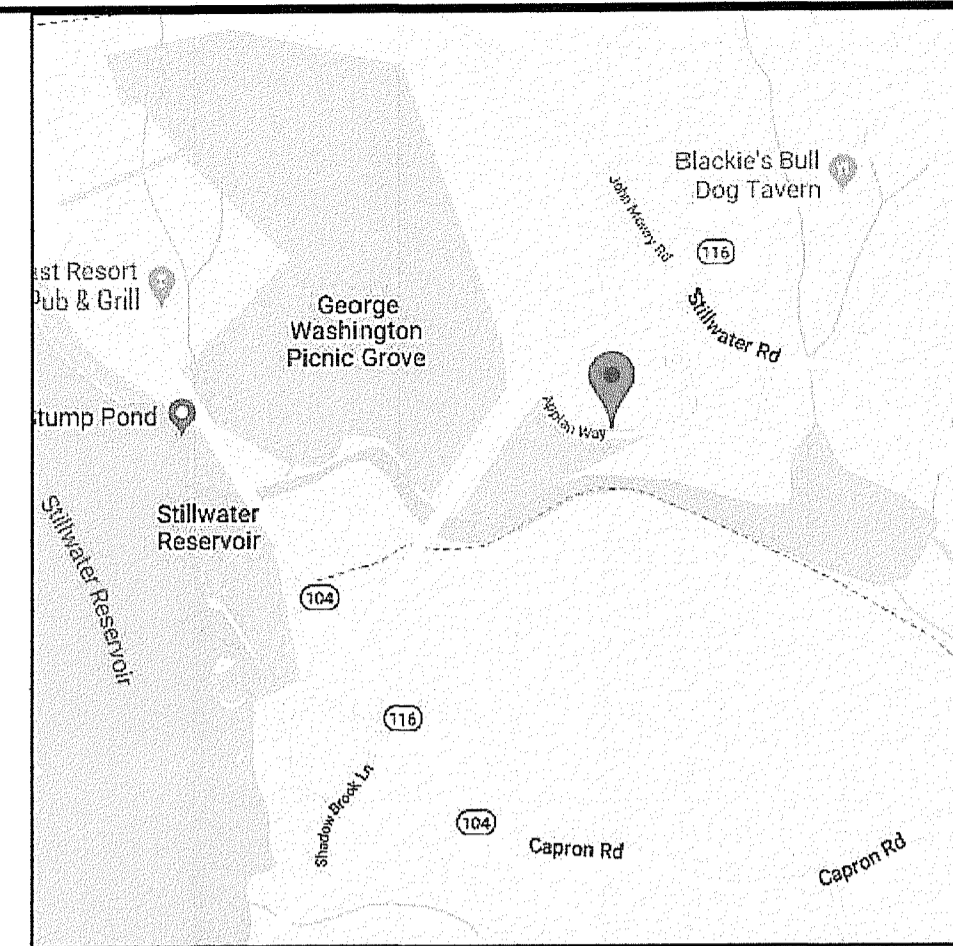 Blackie's Bull
Dog Tavern
John Mowry Rd
116
Stillwater Rd
ast Resort
Pub & Grill
George
Washington
Picnic Grove
Appian Way
Stump Pond
Stillwater
Reservoir
Stillwater Reservoir
104
116
Shadow Brook Ln
104
Capron Rd
Capron Rd